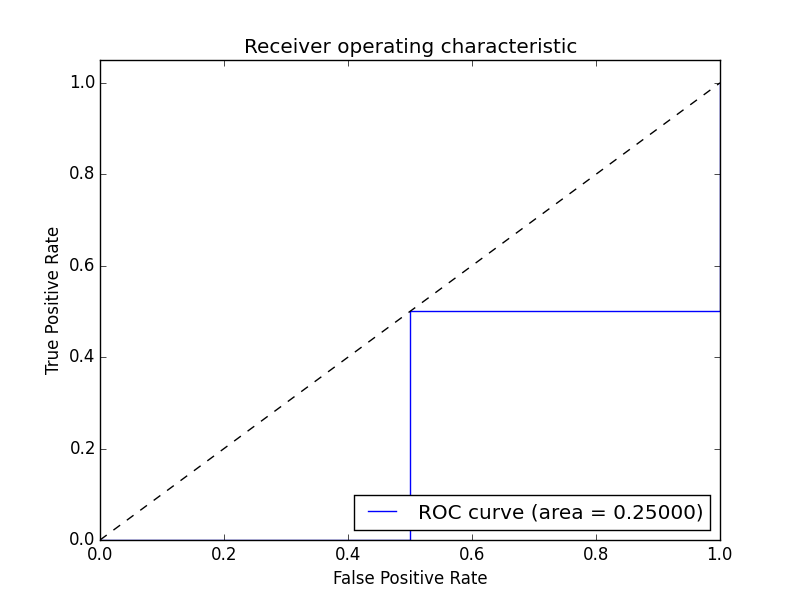 Receiver operating characteristic
1.0
0.8
0.6
0.4
0.2
0.0
True Positive Rate
ROC curve (area = 0.25000)
0.0 0.2 0.4 0.6 0.8 1.0
False Positive Rate